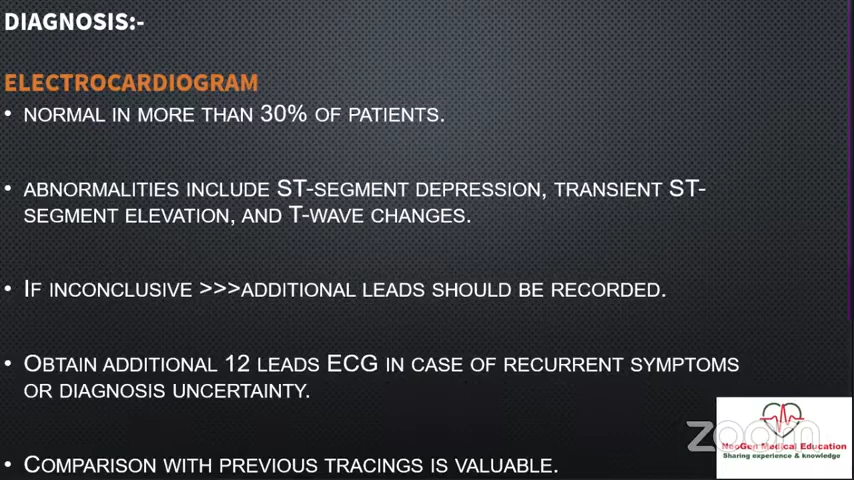 DIAGNOSIS:-
ELECTROCARDIOGRAM
• NORMAL IN MORE THAN 30% OF PATIENTS.
• ABNORMALITIES INCLUDE ST-SEGMENT DEPRESSION, TRANSIENT ST-
SEGMENT ELEVATION, AND T-WAVE CHANGES.
• IF INCONCLUSIVE >>>ADDITIONAL LEADS SHOULD BE RECORDED.
• OBTAIN ADDITIONAL 12 LEADS ECG IN CASE OF RECURRENT SYMPTOMS
OR DIAGNOSIS UNCERTAINTY.
• COMPARISON WITH PREVIOUS TRACINGS IS VALUABLE.
zoom
NeoGen Medical Education
Sharing experience & knowledge